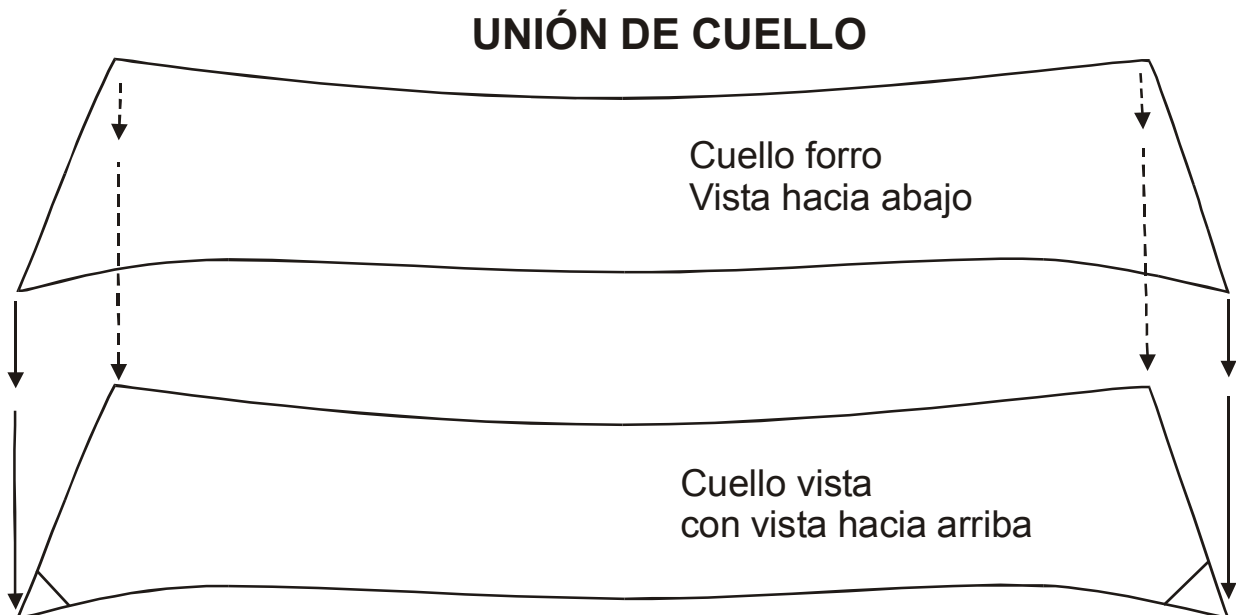 UNIÓN DE CUELLO
Cuello forro
Vista hacia abajo
Cuello vista
con vista hacia arriba